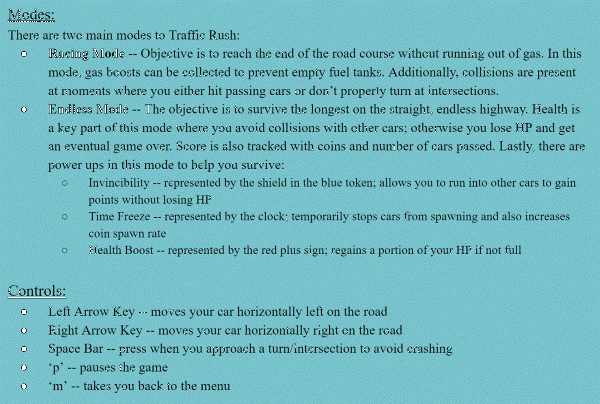 Modes:
There are two main modes to Traffic Rush:
Racing Mode -- Objective is to reach the end of the road course without running out of gas. In this
mode, gas boosts can be collected to prevent empty fuel tanks. Additionally, collisions are present
at moments where you either hit passing cars or don't properly turn at intersections.
Endless Mode -- The objective is to survive the longest on the straight, endless highway. Health is
a key part of this mode where you avoid collisions with other cars; otherwise you lose HP and get
an eventual game over. Score is also tracked with coins and number of cars passed. Lastly, there are
power ups in this mode to help you survive:
Invincibility -- represented by the shield in the blue token; allows you to run into other cars to gain
points without losing HP
Time Freeze -- represented by the clock; temporarily stops cars from spawning and also increases
coin spawn rate
Health Boost -- represented by the red plus sign; regains a portion of your HP if not full
Controls:
Left Arrow Key -- moves your car horizontally left on the road
Right Arrow Key -- moves your car horizontally right on the road
Space Bar -- press when you approach a turn/intersection to avoid crashing
'p' -- pauses the game
'm' -- takes you back to the menu